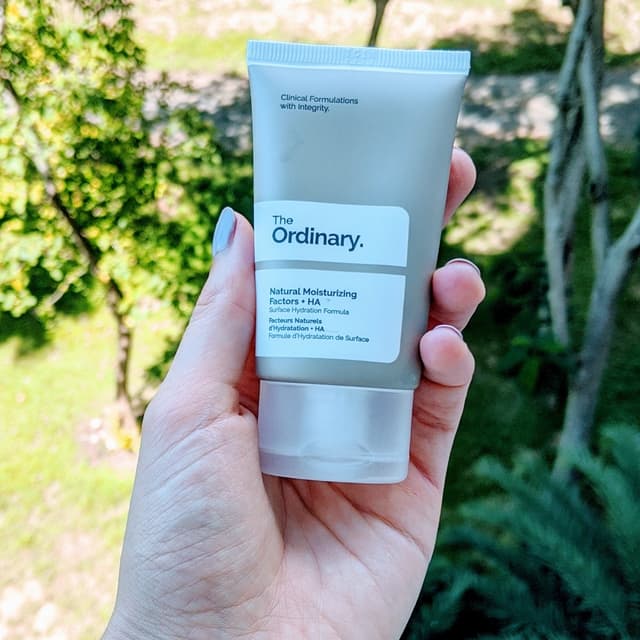 Clinical Formulations
with integrity.
The
Ordinary.
Natural Moisturizing
Factors + HA
Surface Hydration Formula
Facteurs Naturels
d'Hydratation + HA
Formule d'Hydratation de Surface